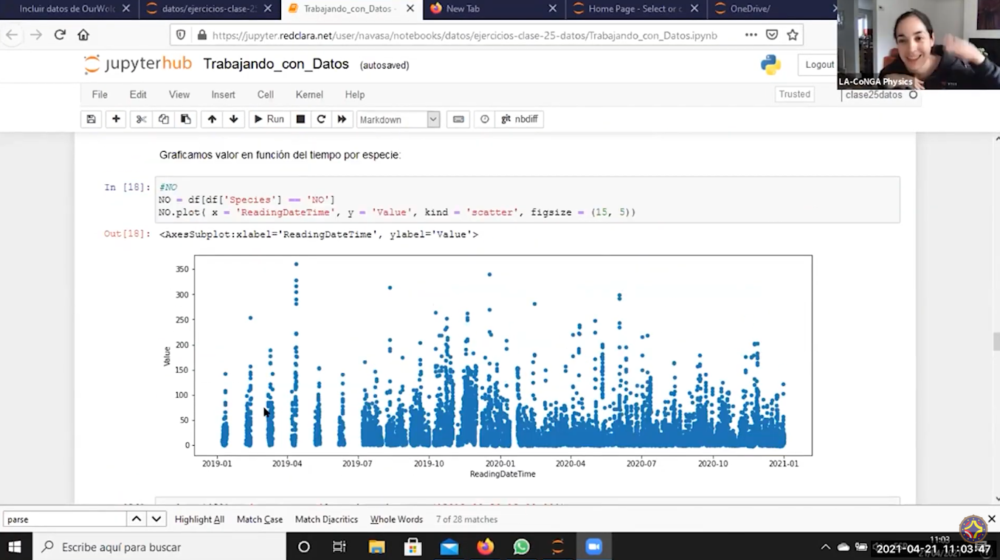 Incluir datos de OurWorl
datos/ejercicios-clase-25
Trabajando_con_Datos -
New Tab
Home Page - Select or c
OneDrive/
https://jupyter.redclara.net/user/navasa/notebooks/datos/ejercicios-clase-25-datos/Trabajando_con_Datos.ipynb
jupyterhub Trabajando_con_Datos (autosaved)
Logout
LA-CoNGA Physics
File Edit View Insert Cell Kernel Help
Trusted
clase25datos
Run
Markdown
git nbdiff
Graficamos valor en función del tiempo por especie:
In [18]: #NO
NO = df[df['Species'] == 'NO']
NO.plot( x = 'ReadingDateTime', y = 'Value', kind = 'scatter', figsize = (15, 5))
Out[18]: <AxesSubplot:xlabel='ReadingDateTime', ylabel='Value'>
350
300
250
200
150
100
50
0
Value
2019-01 2019-04 2019-07 2019-10 2020-01 2020-04 2020-07 2020-10 2021-01
ReadingDateTime
parse
Highlight All Match Case Match Diacritics Whole Words 7 of 28 matches
Escribe aquí para buscar
11:03
2021-04-21 11:03:47
21/04/2021